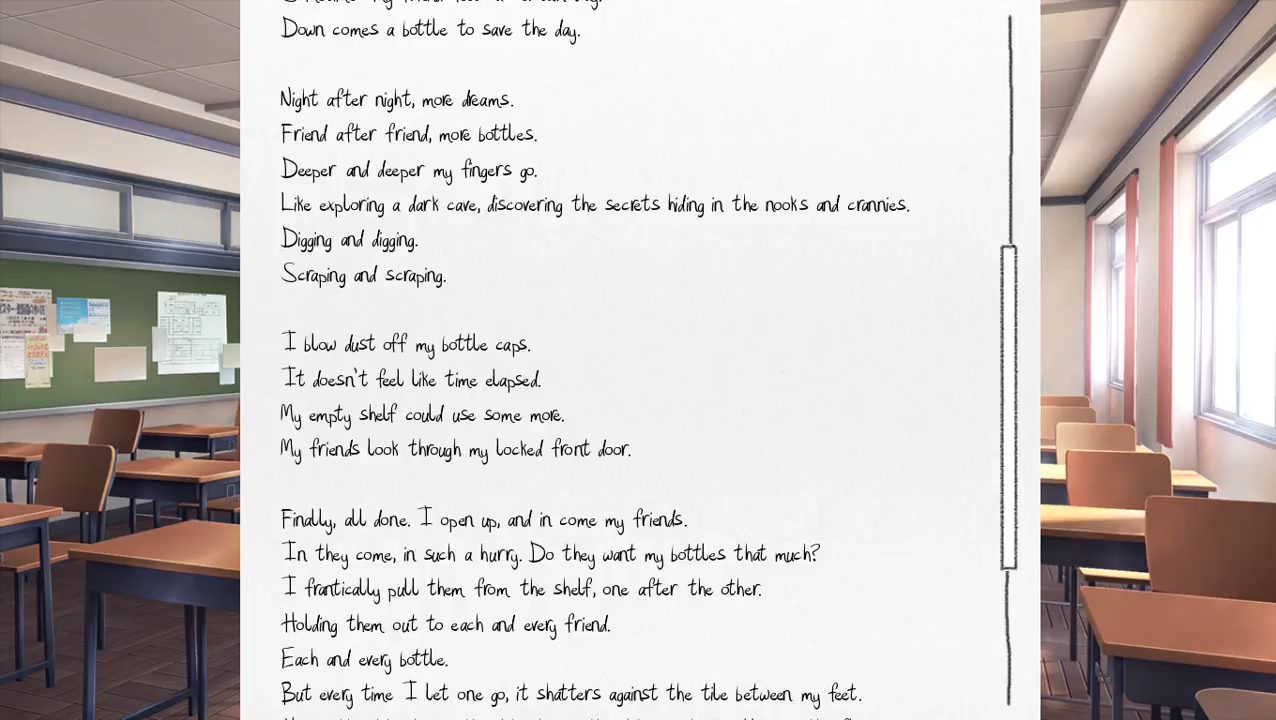 Down comes a bottle to save the day.
Night after night, more dreams.
Friend after friend, more bottles.
Deeper and deeper my fingers go.
Like exploring a dark cave, discovering the secrets hiding in the nooks and crannies.
Digging and digging.
Scraping and scraping.
I blow dust off my bottle caps.
It doesn't feel like time elapsed.
My empty shelf could use some more.
My friends look through my locked front door.
Finally, all done. I open up, and in come my friends.
In they come, in such a hurry. Do they want my bottles that much?
I frantically pull them from the shelf, one after the other.
Holding them out to each and every friend.
Each and every bottle.
But every time I let one go, it shatters against the tile between my feet.